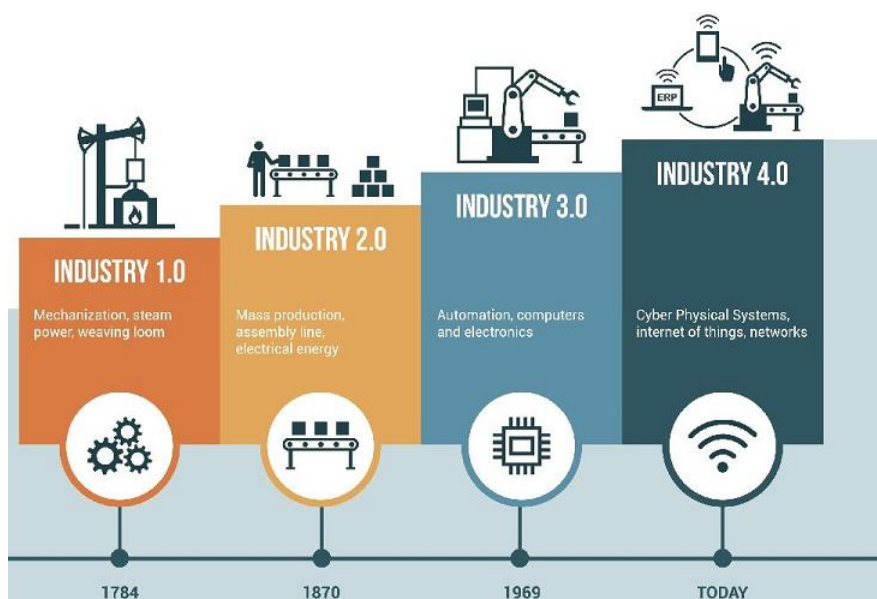 ERP
INDUSTRY 1.0
Mechanization, steam
power, weaving loom
INDUSTRY 2.0
Mass production,
assembly line,
electrical energy
INDUSTRY 3.0
Automation, computers
and electronics
INDUSTRY 4.0
Cyber Physical Systems,
internet of things, networks
1784
1870
1969
TODAY